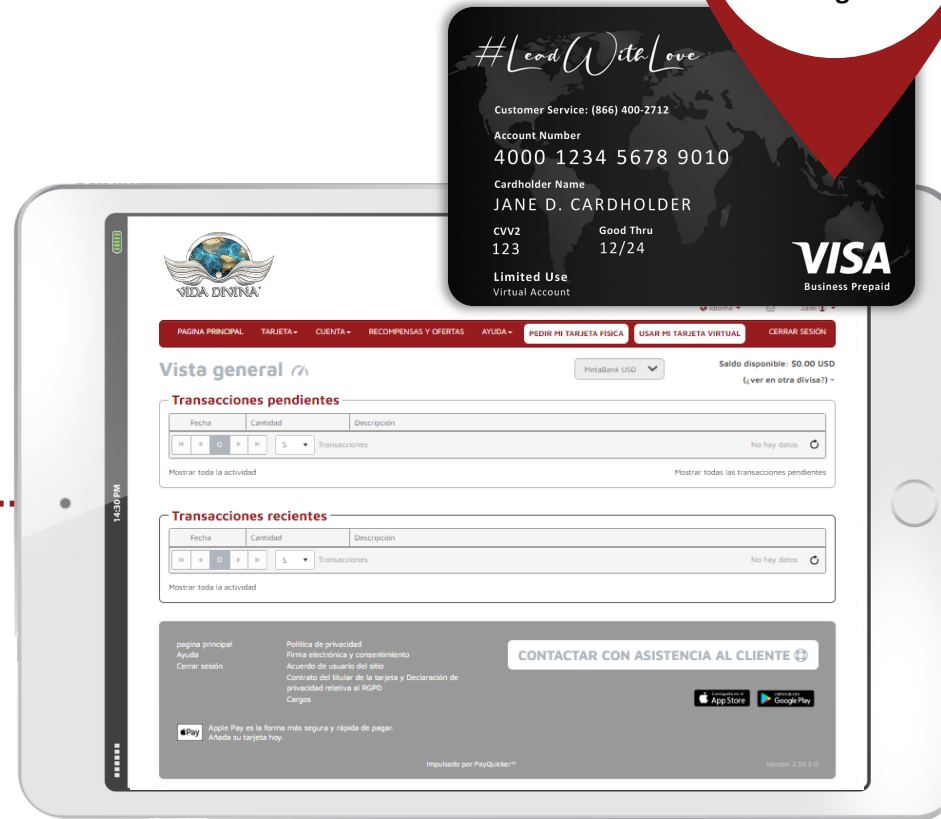 #LeadWithLove
Customer Service: (866) 400-2712
Account Number
4000 1234 5678 9010
Cardholder Name
JANE D. CARDHOLDER
CVV2 Good Thru
123 12/24
Limited Use
Virtual Account
VISA
Business Prepaid
VIDA DIVINA
Idioma Jade
PAGINA PRINCIPAL TARJETA CUENTA RECOMPENSAS Y OFERTAS AYUDA PEDIR MI TARJETA FÍSICA USAR MI TARJETA VIRTUAL CERRAR SESIÓN
Vista general MetaBank USD Saldo disponible: $0.00 USD
(¿ver en otra divisa?)
Transacciones pendientes
Fecha Cantidad Descripción
0 5 Transacciones No hay datos
Mostrar toda la actividad Mostrar todas las transacciones pendientes
Transacciones recientes
Fecha Cantidad Descripción
0 5 Transacciones No hay datos
Mostrar toda la actividad
14:30 PM
pagina principal
Ayuda
Cerrar sesión
Política de privacidad
Firma electrónica y consentimiento
Acuerdo de usuario del sitio
Contrato del titular de la tarjeta y Declaración de
privacidad relativa al RGPD
Cargos
CONTACTAR CON ASISTENCIA AL CLIENTE
App Store
Google Play
Pay
Apple Pay es la forma más segura y rápida de pagar.
Añada su tarjeta hoy.
Impulsado por PayQuicker℠
Versión 2.55.3.0